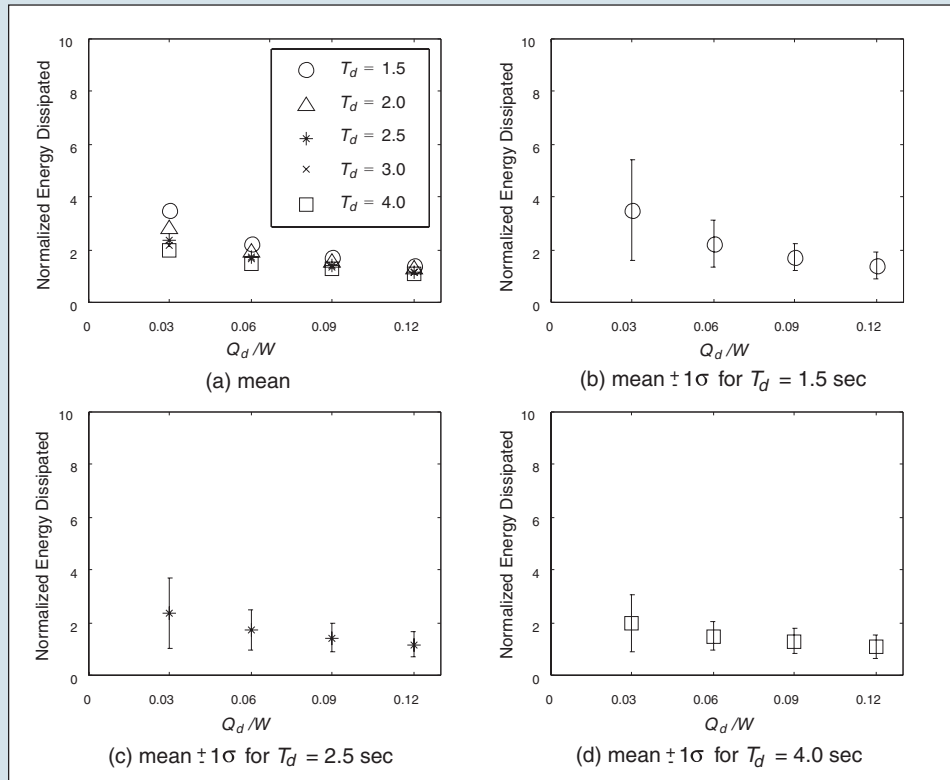 10
8
6
4
2
0
Normalized Energy Dissipated
T_d = 1.5
T_d = 2.0
T_d = 2.5
T_d = 3.0
T_d = 4.0
0 0.03 0.06 0.09 0.12
Q_d /W
(a) mean
10
8
6
4
2
0
Normalized Energy Dissipated
0 0.03 0.06 0.09 0.12
Q_d /W
(b) mean ± 1σ for T_d = 1.5 sec
10
8
6
4
2
0
Normalized Energy Dissipated
0 0.03 0.06 0.09 0.12
Q_d /W
(c) mean ± 1σ for T_d = 2.5 sec
10
8
6
4
2
0
Normalized Energy Dissipated
0 0.03 0.06 0.09 0.12
Q_d /W
(d) mean ± 1σ for T_d = 4.0 sec